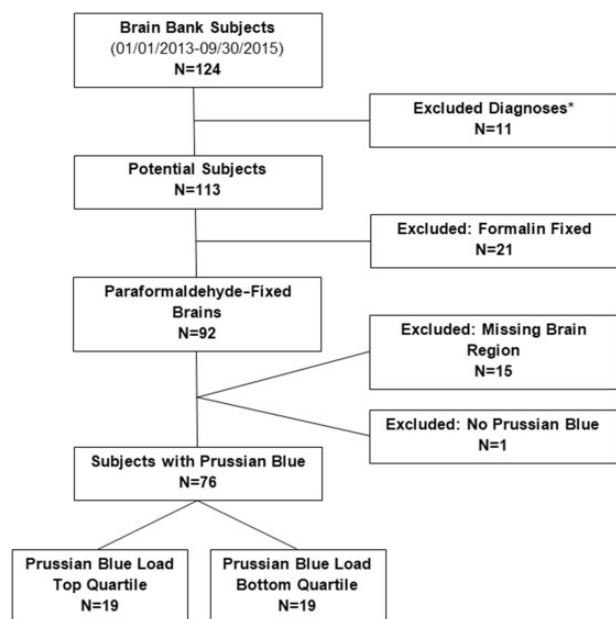 Brain Bank Subjects
(01/01/2013-09/30/2015)
N=124
Excluded Diagnoses*
N=11
Potential Subjects
N=113
Excluded: Formalin Fixed
N=21
Paraformaldehyde-Fixed
Brains
N=92
Excluded: Missing Brain
Region
N=15
Excluded: No Prussian Blue
N=1
Subjects with Prussian Blue
N=76
Prussian Blue Load
Top Quartile
N=19
Prussian Blue Load
Bottom Quartile
N=19